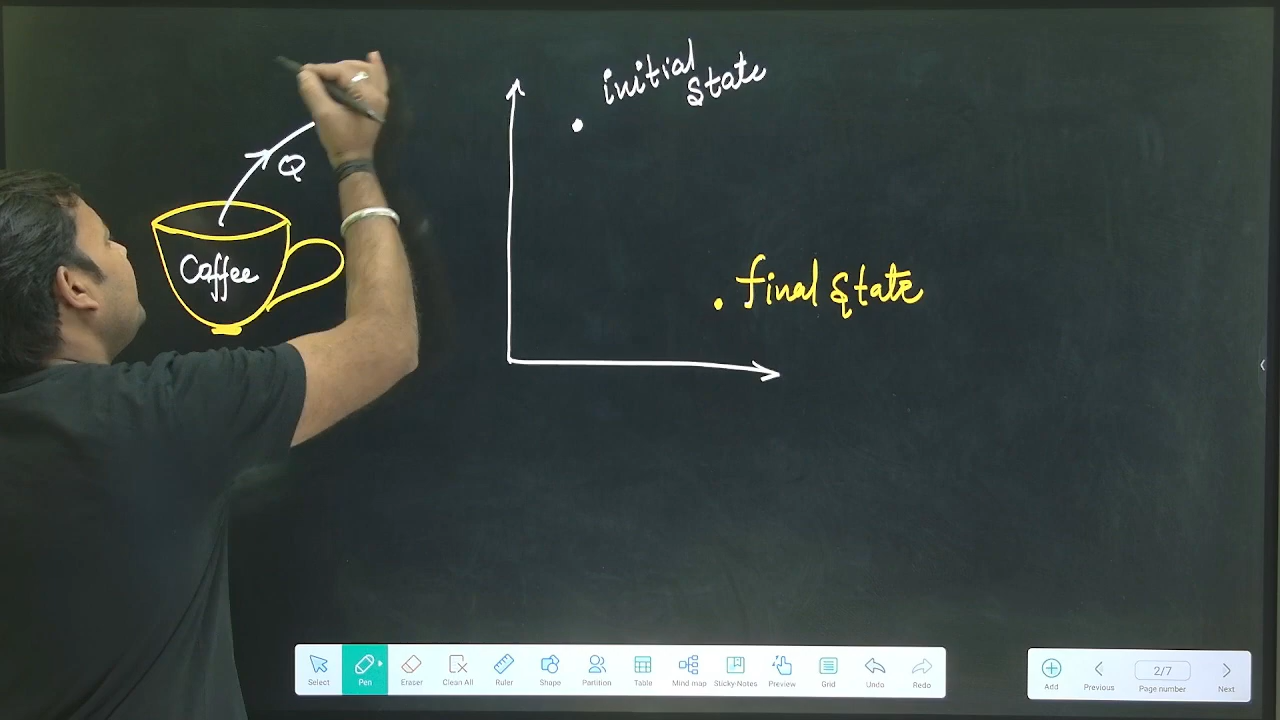 initial
state
Q
Caffee
final state
Select
Pen
Eraser
Clean All
Ruler
Shape
Partition
Table
Mind map
Sticky-Notes
Preview
Grid
Undo
Redo
Add
Previous
2/7
Page number
Next